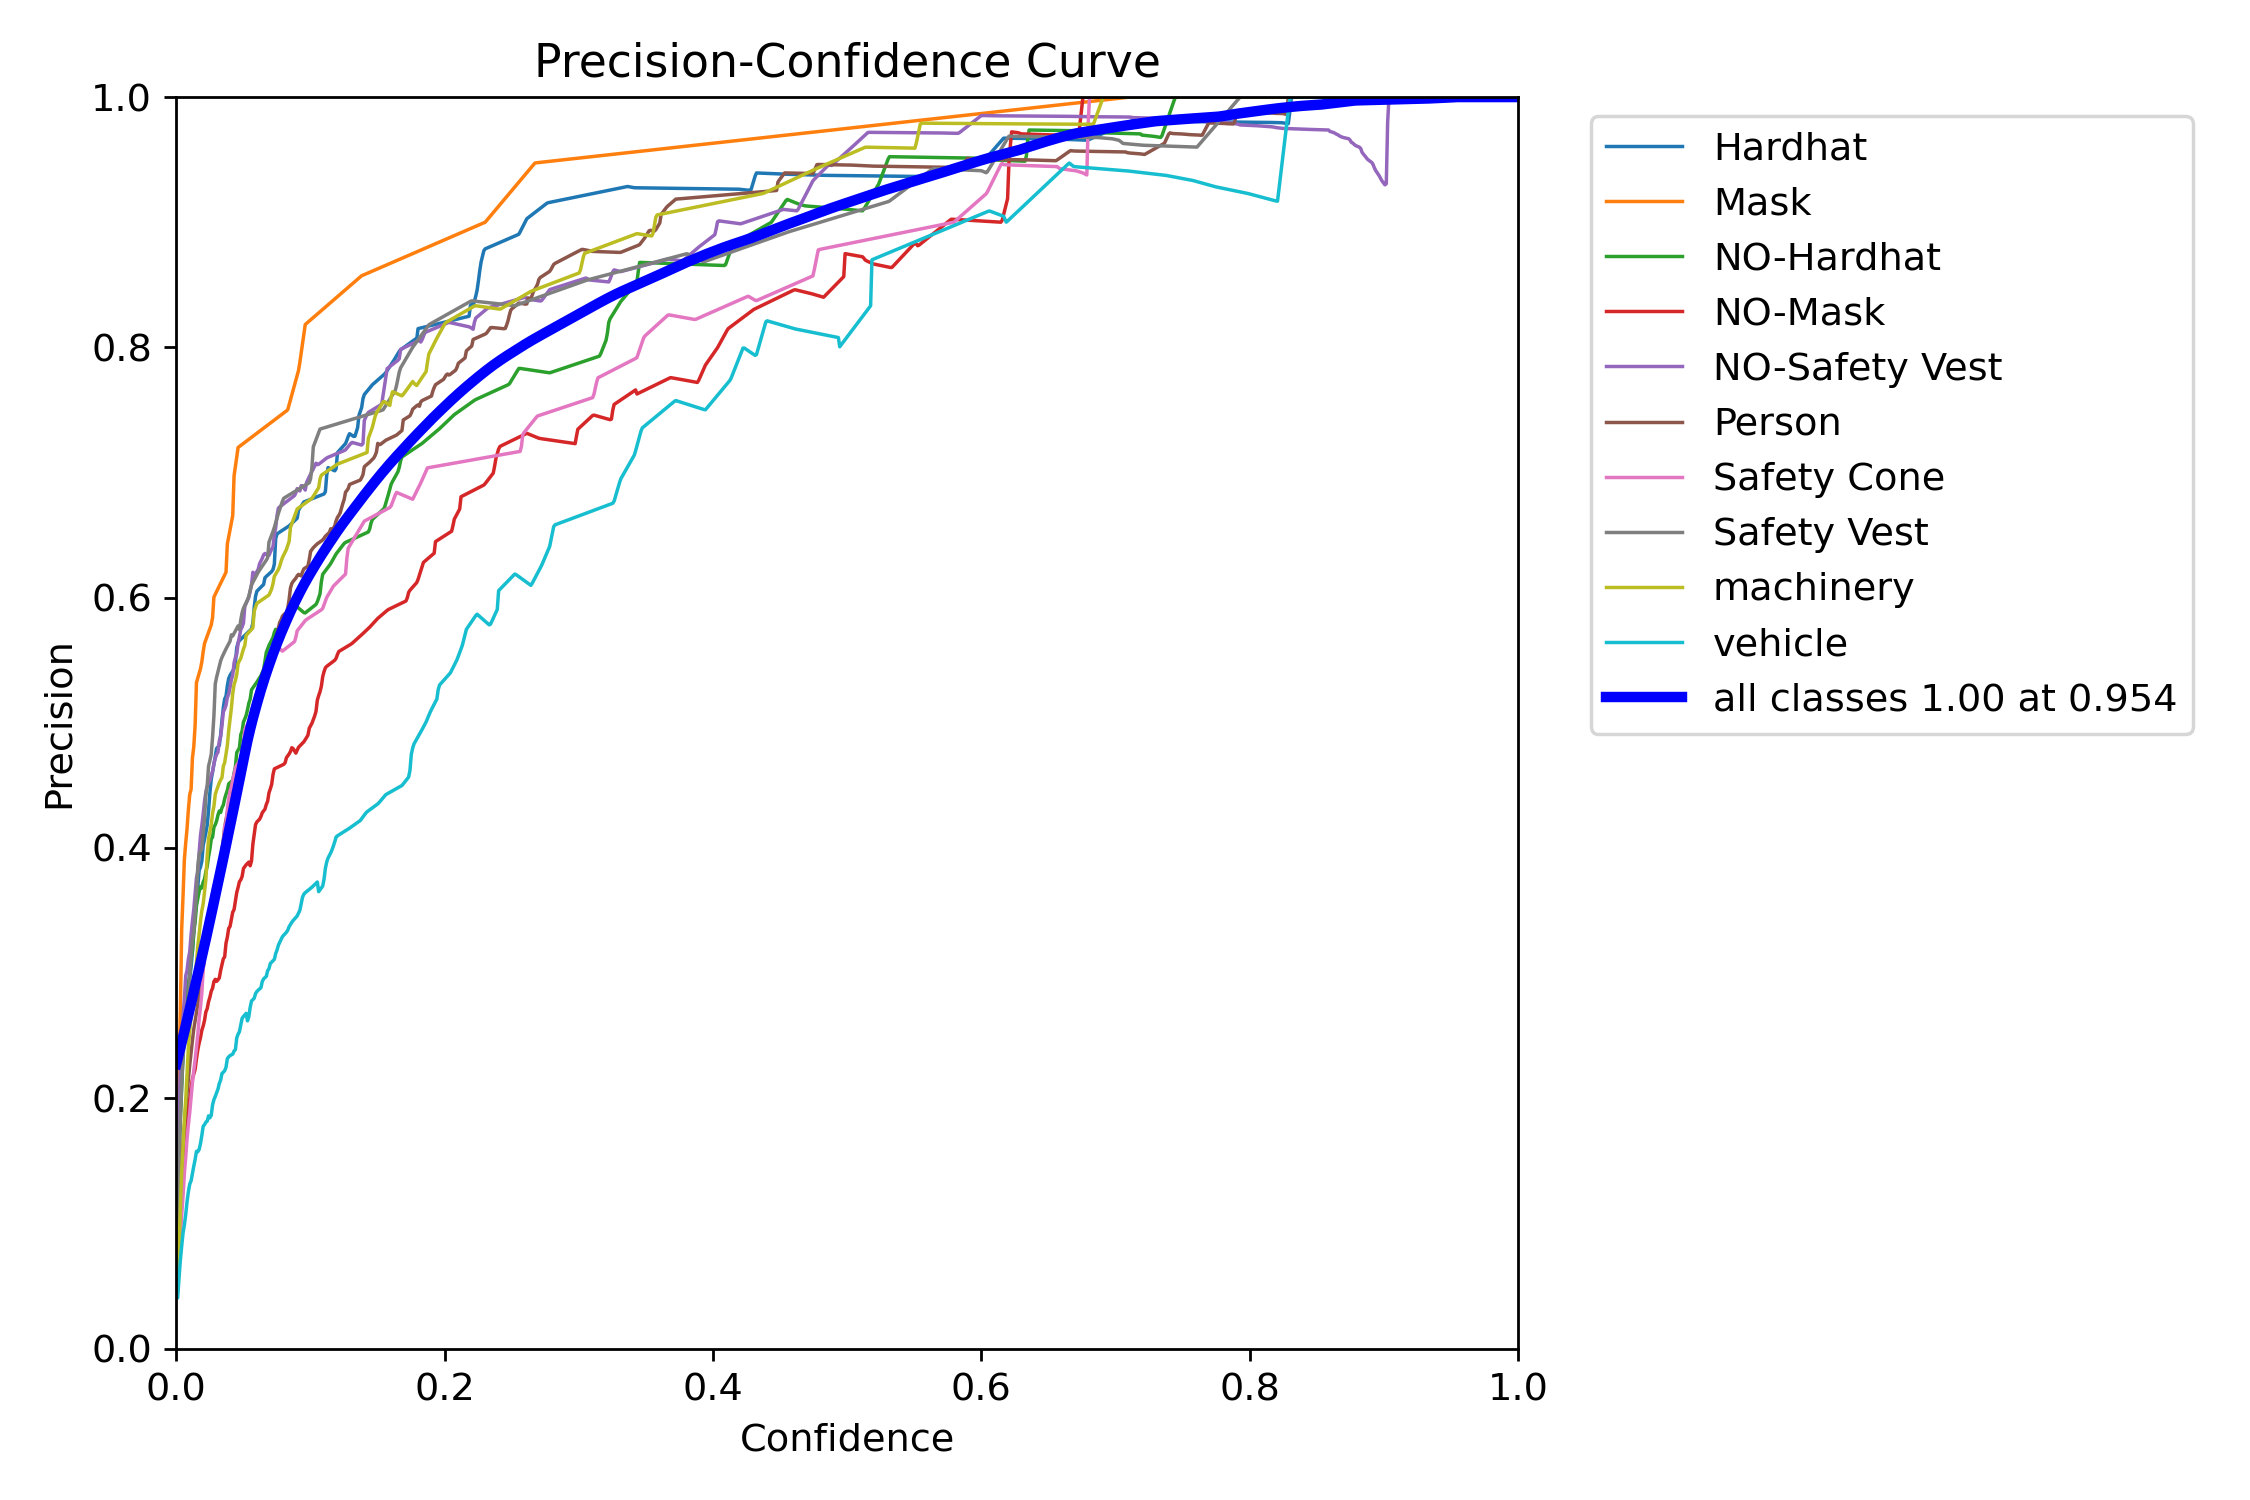 Precision-Confidence Curve
1.0
0.8
0.6
0.4
0.2
0.0
Precision
0.0 0.2 0.4 0.6 0.8 1.0
Confidence
Hardhat
Mask
NO-Hardhat
NO-Mask
NO-Safety Vest
Person
Safety Cone
Safety Vest
machinery
vehicle
all classes 1.00 at 0.954